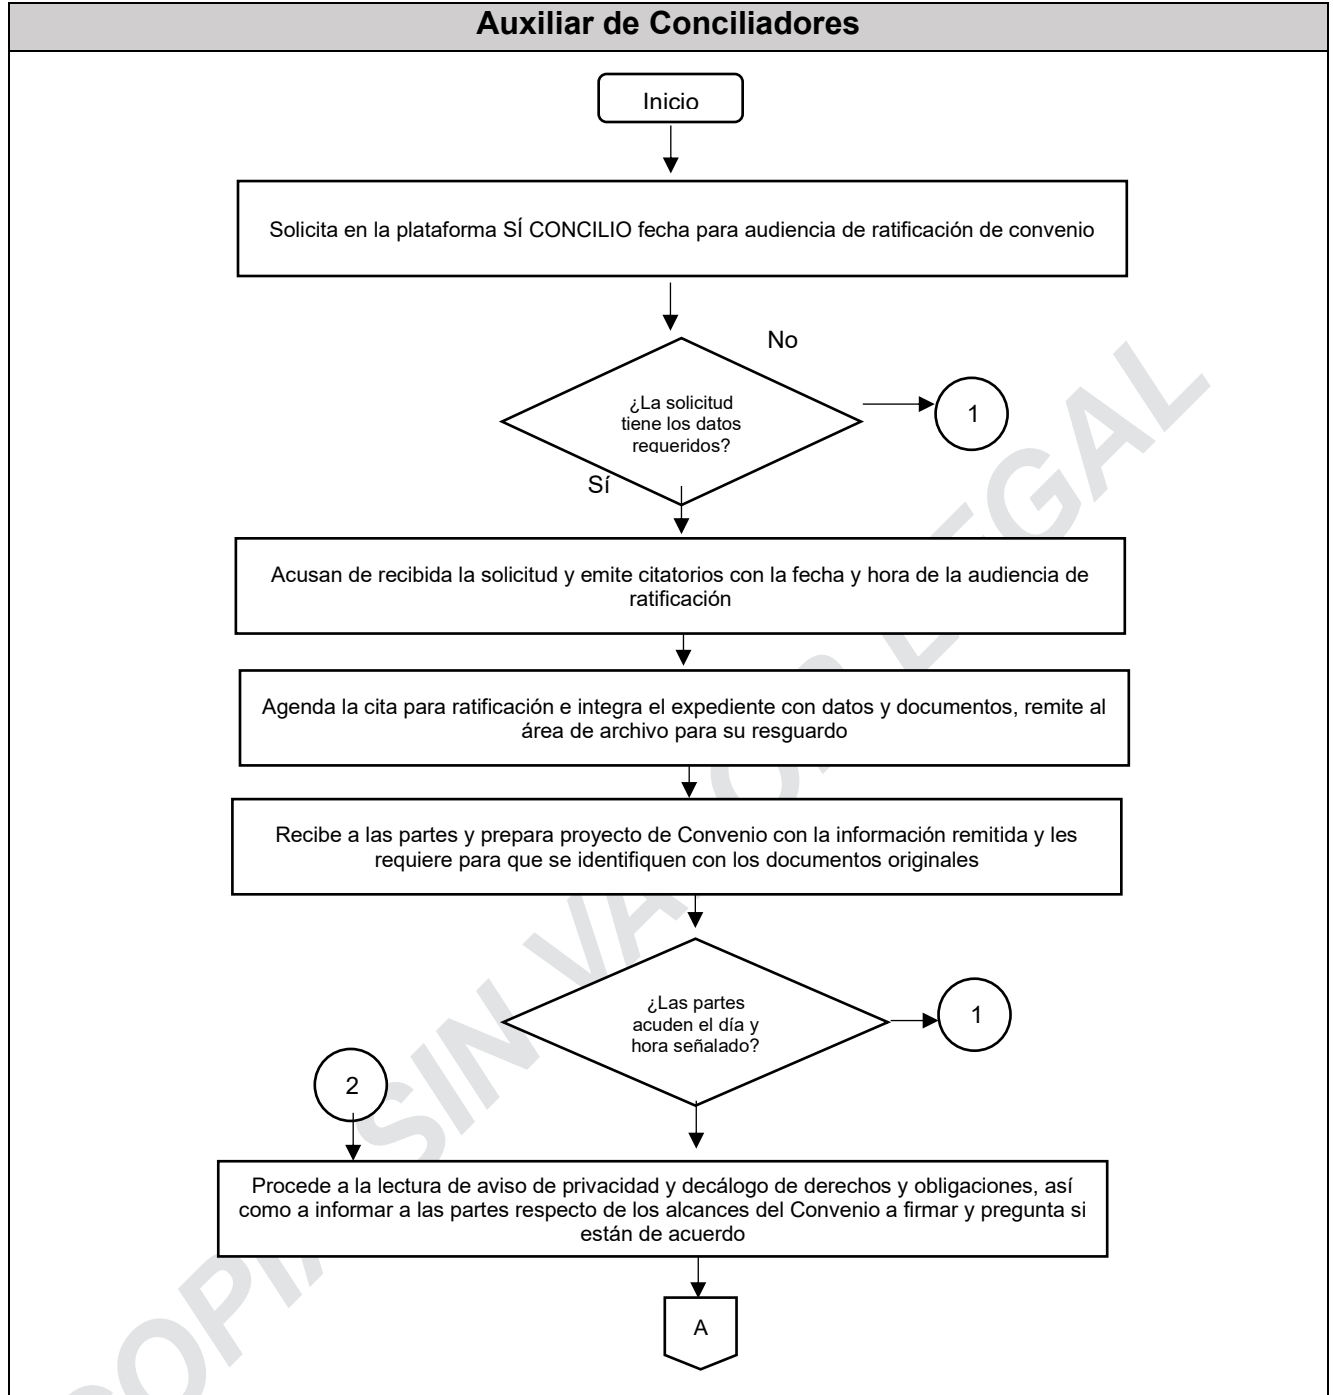 Auxiliar de Conciliadores
Inicio
Solicita en la plataforma SÍ CONCILIO fecha para audiencia de ratificación de convenio
No
¿La solicitud
tiene los datos
requeridos?
1
Sí
Acusan de recibida la solicitud y emite citatorios con la fecha y hora de la audiencia de
ratificación
Agenda la cita para ratificación e integra el expediente con datos y documentos, remite al
área de archivo para su resguardo
Recibe a las partes y prepara proyecto de Convenio con la información remitida y les
requiere para que se identifiquen con los documentos originales
¿Las partes
acuden el día y
hora señalado?
1
2
Procede a la lectura de aviso de privacidad y decálogo de derechos y obligaciones, así
como a informar a las partes respecto de los alcances del Convenio a firmar y pregunta si
están de acuerdo
A
COPIA SIN VALOR LEGAL